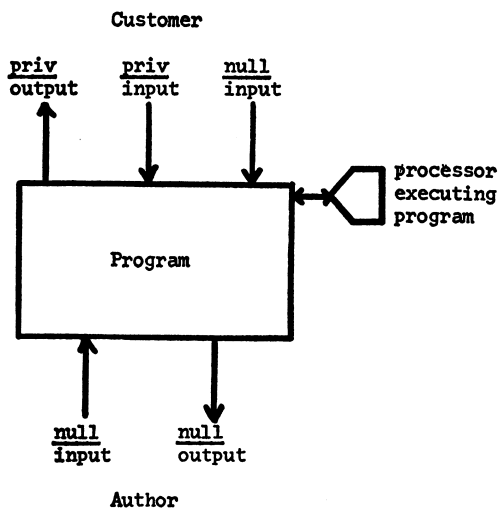 Customer
priv output
priv input
null input
processor
executing
program
Program
null input
null output
Author